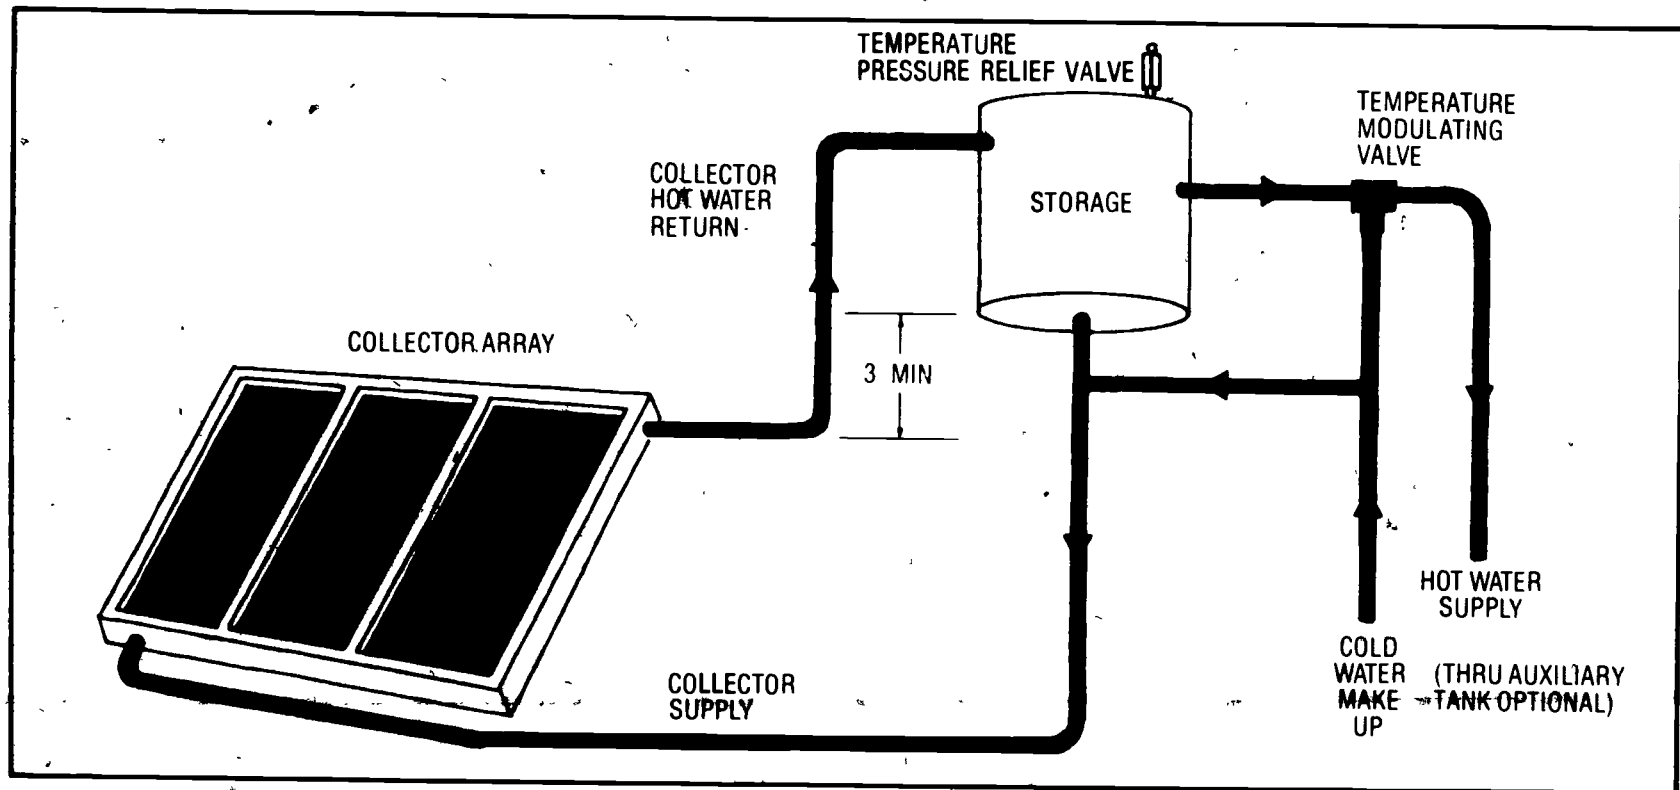 TEMPERATURE
PRESSURE RELIEF VALVE
TEMPERATURE
MODULATING
VALVE
COLLECTOR
HOT WATER
RETURN
STORAGE
COLLECTOR ARRAY
3 MIN
HOT WATER
SUPPLY
COLD
WATER (THRU AUXILIARY
MAKE TANK OPTIONAL)
UP
COLLECTOR
SUPPLY